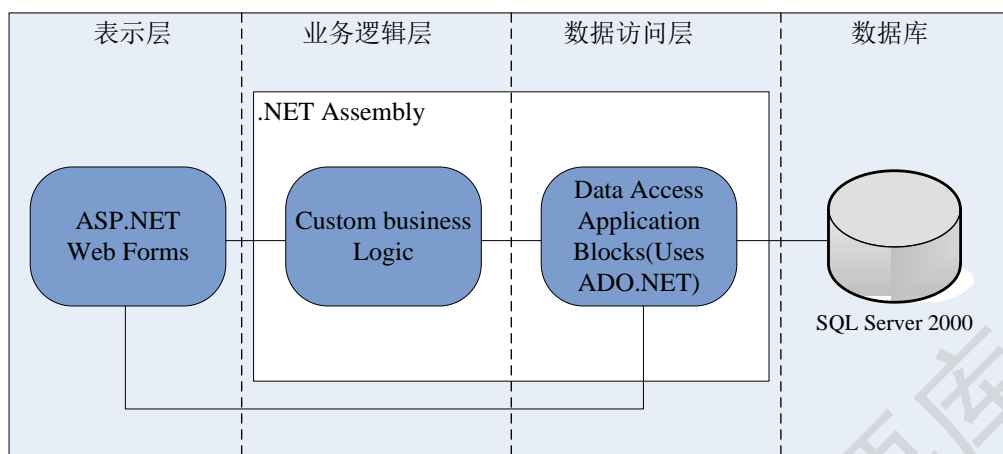 表示层
业务逻辑层
数据访问层
数据库
.NET Assembly
ASP.NET
Web Forms
Custom business
Logic
Data Access
Application
Blocks(Uses
ADO.NET)
SQL Server 2000
库